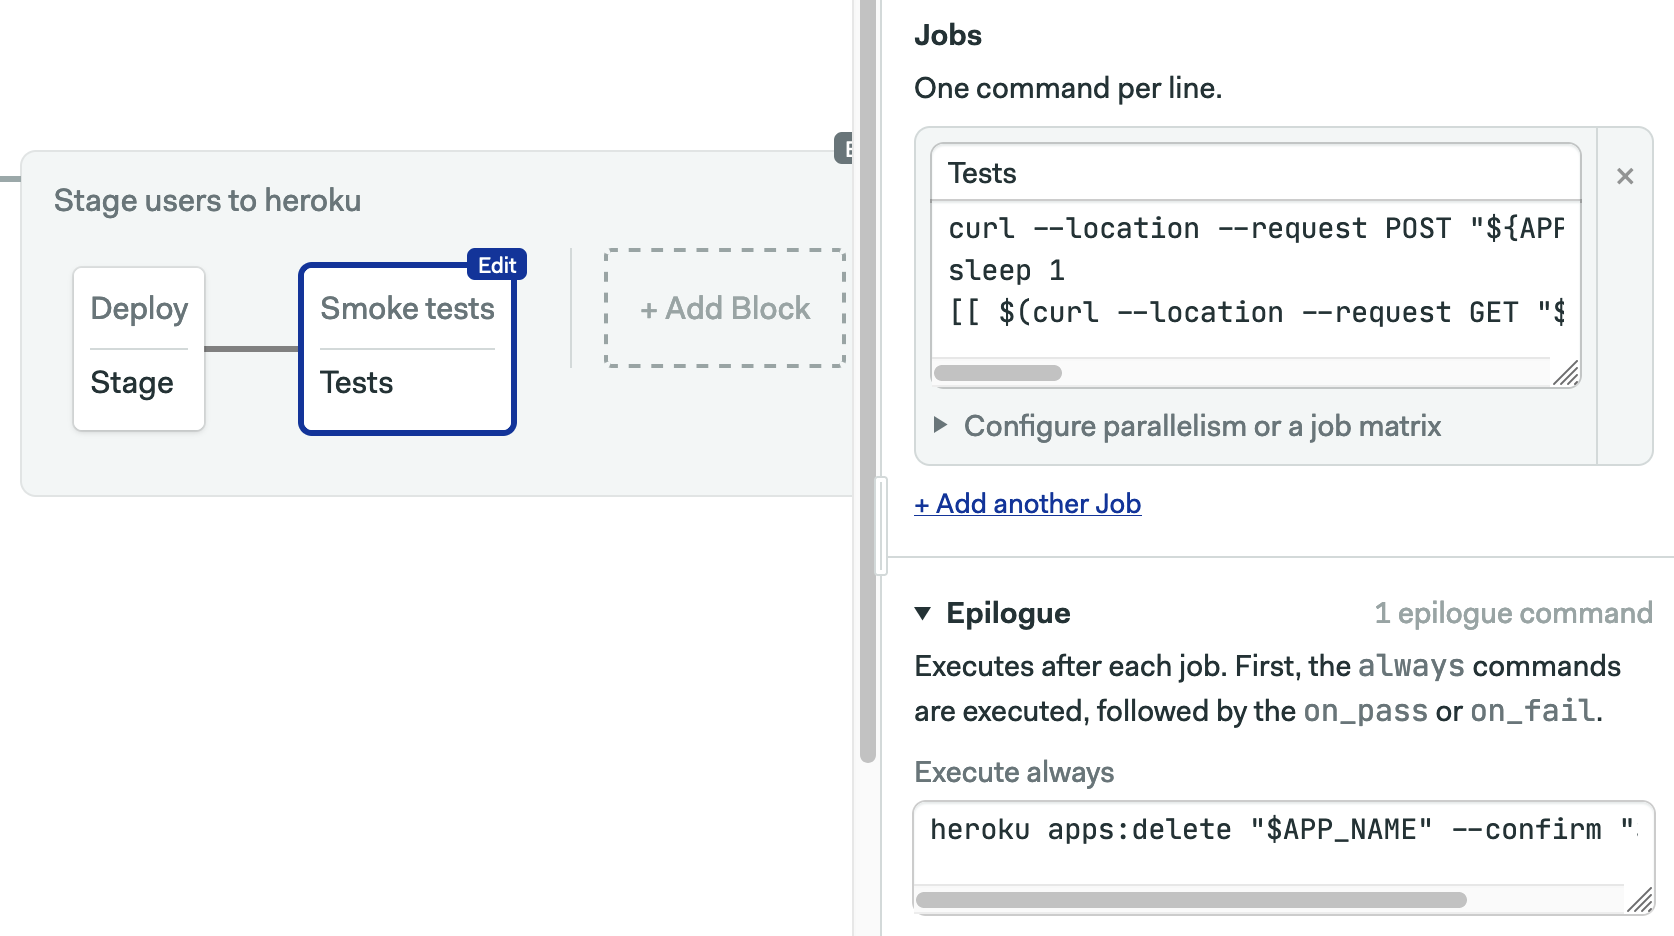 Stage users to heroku
Deploy
Stage
Edit
Smoke tests
Tests
+ Add Block
Jobs
One command per line.
Tests
curl --location --request POST "${APP
sleep 1
[[ $(curl --location --request GET "$
Configure parallelism or a job matrix
+ Add another Job
Epilogue
1 epilogue command
Executes after each job. First, the always commands
are executed, followed by the on_pass or on_fail.
Execute always
heroku apps:delete "$APP_NAME" --confirm "